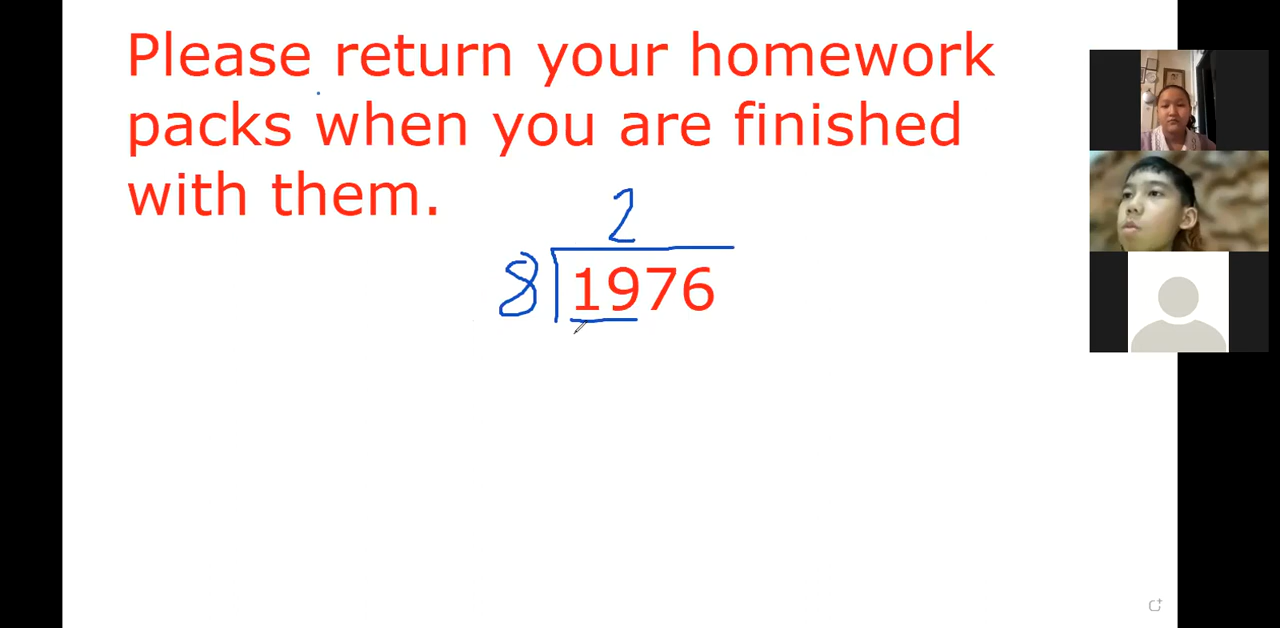 Please return your homework
packs when you are finished
with them.
2
8 1976